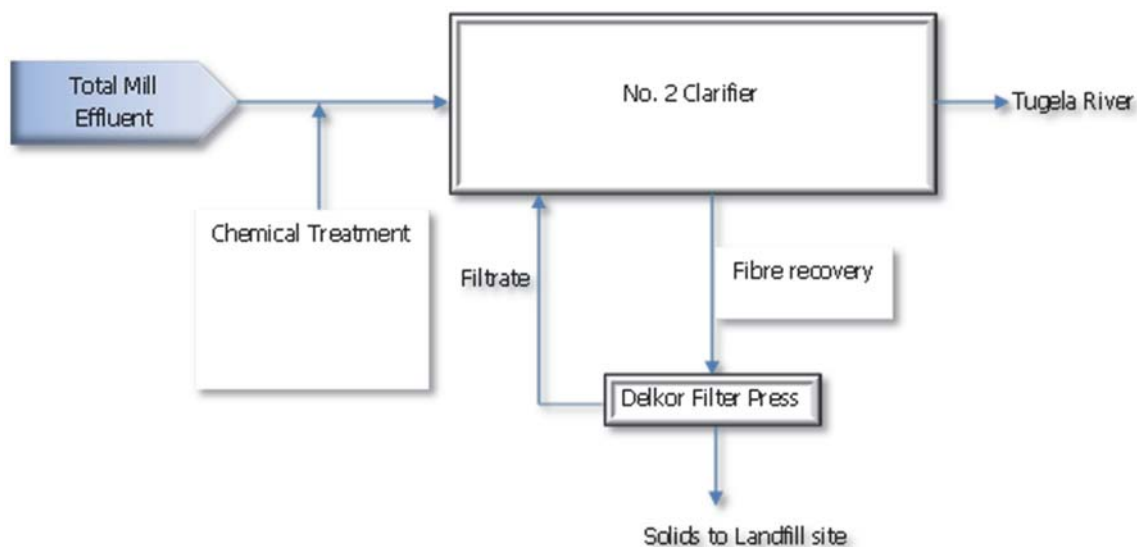 Total Mill
Effluent
No. 2 Clarifier
Tugela River
Chemical Treatment
Filtrate
Fibre recovery
Delkor Filter Press
Solids to Landfill site